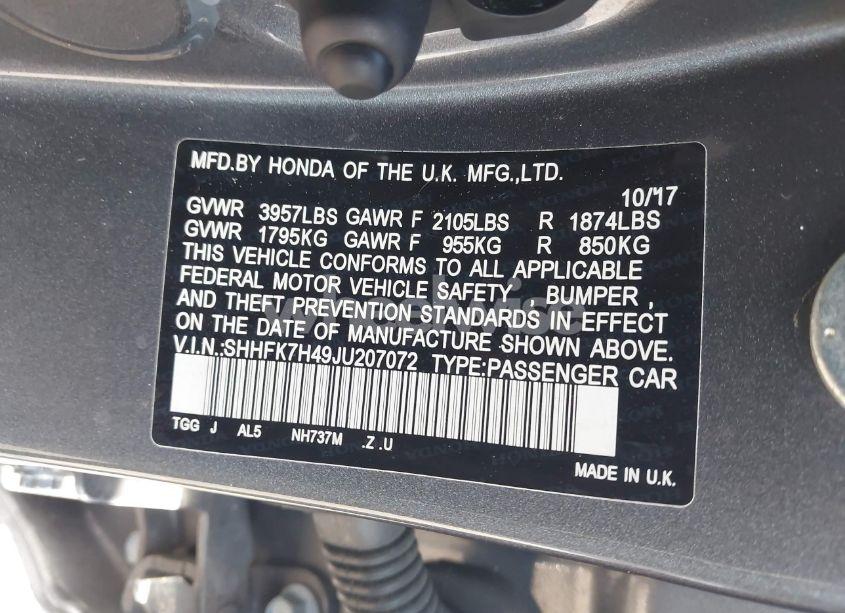 MFD.BY HONDA OF THE U.K. MFG.,LTD.
10/'17
GVWR 3957LBS GAWR F 2105LBS R 1874LBS
GVWR 1795KG GAWR F 955KG R 850KG
THIS VEHICLE CONFORMS TO ALL APPLICABLE
FEDERAL MOTOR VEHICLE SAFETY , BUMPER ,
AND THEFT PREVENTION STANDARDS IN EFFECT
ON THE DATE OF MANUFACTURE SHOWN ABOVE.
V.I.N.:SHHFK7H49JU207072 TYPE:PASSENGER CAR
TGG J AL5 NH737M .Z .U
MADE IN U.K.